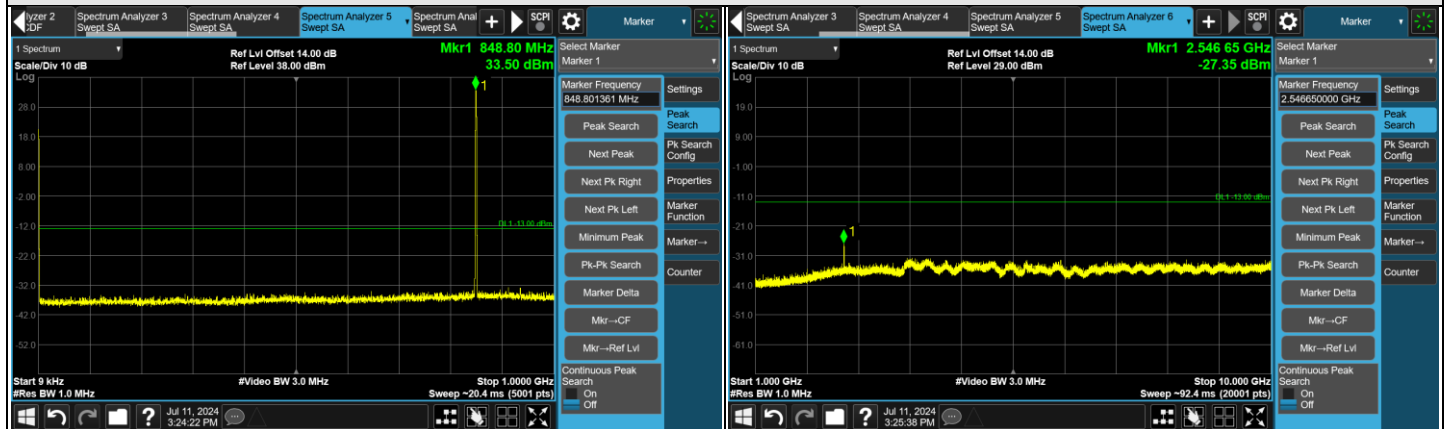 lyzer 2
CDF
Spectrum Analyzer 3
Swept SA
Spectrum Analyzer 4
Swept SA
Spectrum Analyzer 5
Swept SA
Spectrum Anal
Swept SA
SCPI
Marker
1 Spectrum
Scale/Div 10 dB
Log
Ref Lvl Offset 14.00 dB
Ref Level 38.00 dBm
Mkr1 848.80 MHz
33.50 dBm
1
28.0
18.0
8.00
-2.00
-12.0
-22.0
-32.0
-42.0
-52.0
DL1 -13.00 dBm
Start 9 kHz
#Res BW 1.0 MHz
#Video BW 3.0 MHz
Stop 1.0000 GHz
Sweep ~20.4 ms (5001 pts)
Select Marker
Marker 1
Marker Frequency
848.801361 MHz
Peak Search
Next Peak
Next Pk Right
Next Pk Left
Minimum Peak
Pk-Pk Search
Marker Delta
Mkr→CF
Mkr→Ref Lvl
Continuous Peak
Search
On
Off
Settings
Peak
Search
Pk Search
Config
Properties
Marker
Function
Marker→
Counter
?
Jul 11, 2024
3:24:22 PM
Spectrum Analyzer 3
Swept SA
Spectrum Analyzer 4
Swept SA
Spectrum Analyzer 5
Swept SA
Spectrum Analyzer 6
Swept SA
SCPI
Marker
1 Spectrum
Scale/Div 10 dB
Log
Ref Lvl Offset 14.00 dB
Ref Level 29.00 dBm
Mkr1 2.546 65 GHz
-27.35 dBm
1
19.0
9.00
-1.00
-11.0
-21.0
-31.0
-41.0
-51.0
-61.0
DL1 -13.00 dBm
Start 1.000 GHz
#Res BW 1.0 MHz
#Video BW 3.0 MHz
Stop 10.000 GHz
Sweep ~92.4 ms (20001 pts)
Select Marker
Marker 1
Marker Frequency
2.546650000 GHz
Peak Search
Next Peak
Next Pk Right
Next Pk Left
Minimum Peak
Pk-Pk Search
Marker Delta
Mkr→CF
Mkr→Ref Lvl
Continuous Peak
Search
On
Off
Settings
Peak
Search
Pk Search
Config
Properties
Marker
Function
Marker→
Counter
?
Jul 11, 2024
3:25:38 PM